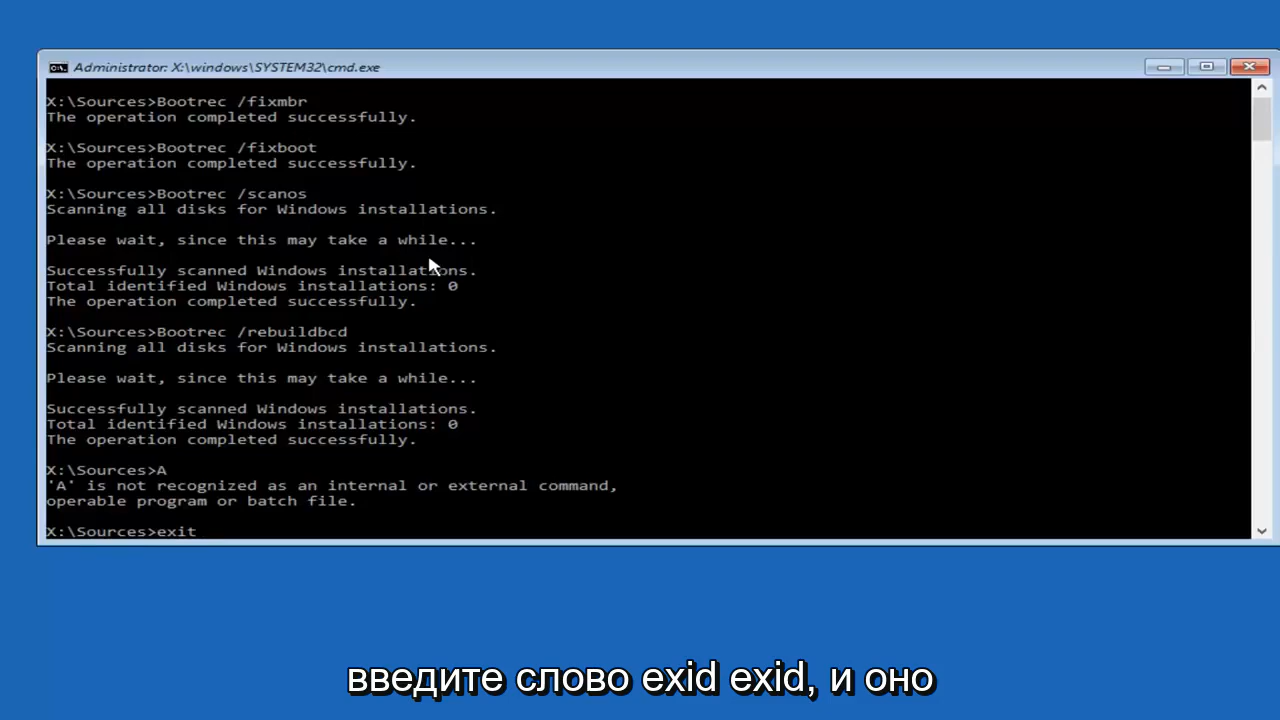 Administrator: X:\windows\SYSTEM32\cmd.exe
X:\Sources>Bootrec /fixmbr
The operation completed successfully.
X:\Sources>Bootrec /fixboot
The operation completed successfully.
X:\Sources>Bootrec /scanos
Scanning all disks for Windows installations.
Please wait, since this may take a while...
Successfully scanned Windows installations.
Total identified Windows installations: 0
The operation completed successfully.
X:\Sources>Bootrec /rebuildbcd
Scanning all disks for Windows installations.
Please wait, since this may take a while...
Successfully scanned Windows installations.
Total identified Windows installations: 0
The operation completed successfully.
X:\Sources>A
'A' is not recognized as an internal or external command,
operable program or batch file.
X:\Sources>exit
введите слово exid exid, и оно